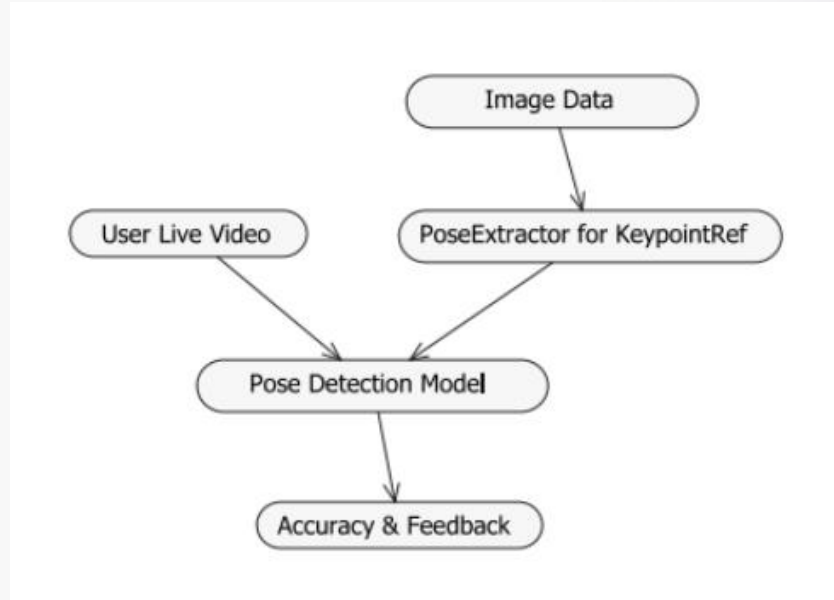 Image Data
User Live Video
PoseExtractor for KeypointRef
Pose Detection Model
Accuracy & Feedback